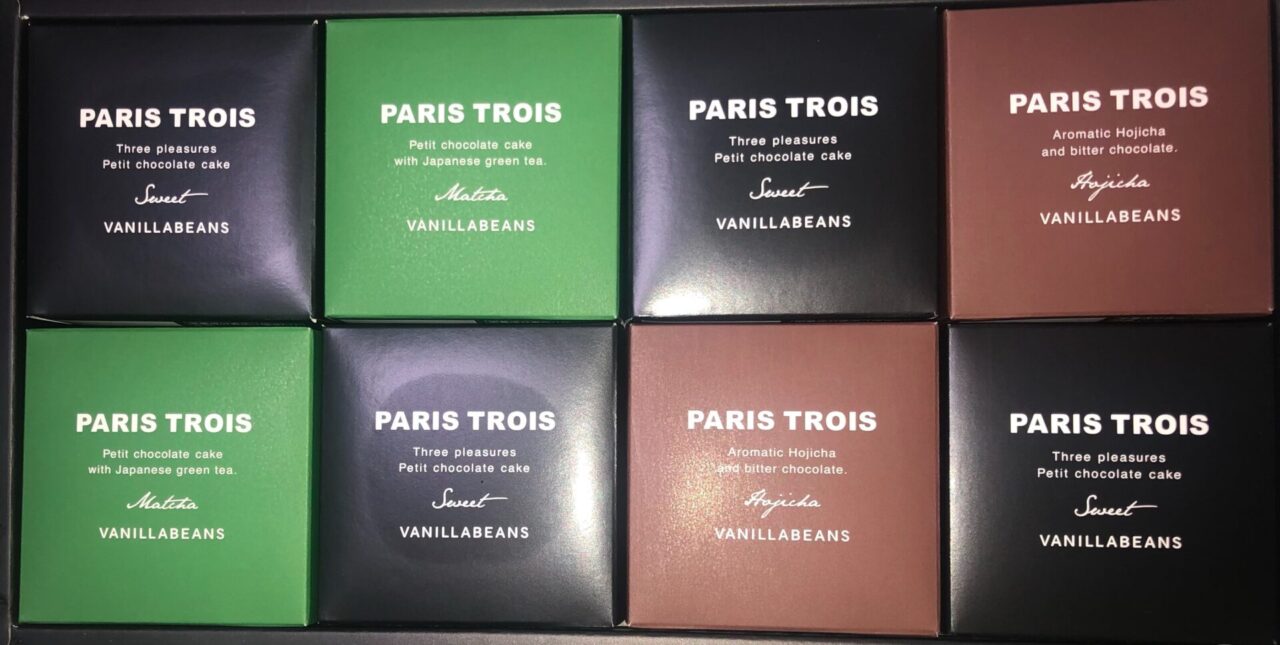 PARIS TROIS
Three pleasures
Petit chocolate cake
Sweet
VANILLABEANS
PARIS TROIS
Petit chocolate cake
with Japanese green tea.
Matcha
VANILLABEANS
PARIS TROIS
Three pleasures
Petit chocolate cake
Sweet
VANILLABEANS
PARIS TROIS
Aromatic Hojicha
and bitter chocolate.
Hojicha
VANILLABEANS
PARIS TROIS
Petit chocolate cake
with Japanese green tea.
Matcha
VANILLABEANS
PARIS TROIS
Three pleasures
Petit chocolate cake
Sweet
VANILLABEANS
PARIS TROIS
Aromatic Hojicha
and bitter chocolate.
Hojicha
VANILLABEANS
PARIS TROIS
Three pleasures
Petit chocolate cake
Sweet
VANILLABEANS